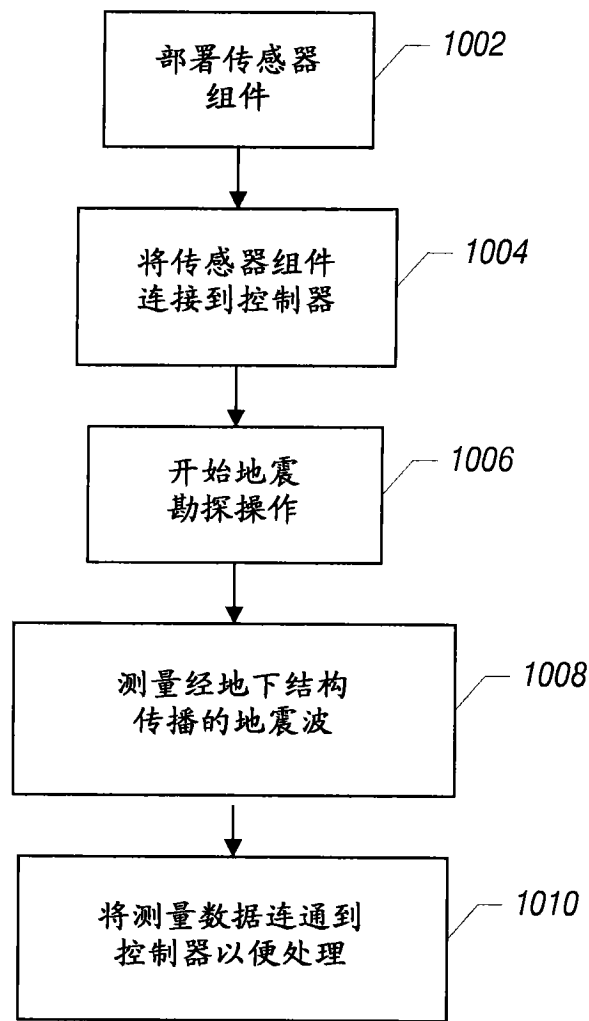 部署传感器
组件
1002
将传感器组件
连接到控制器
1004
开始地震
勘探操作
1006
测量经地下结构
传播的地震波
1008
将测量数据连通到
控制器以便处理
1010